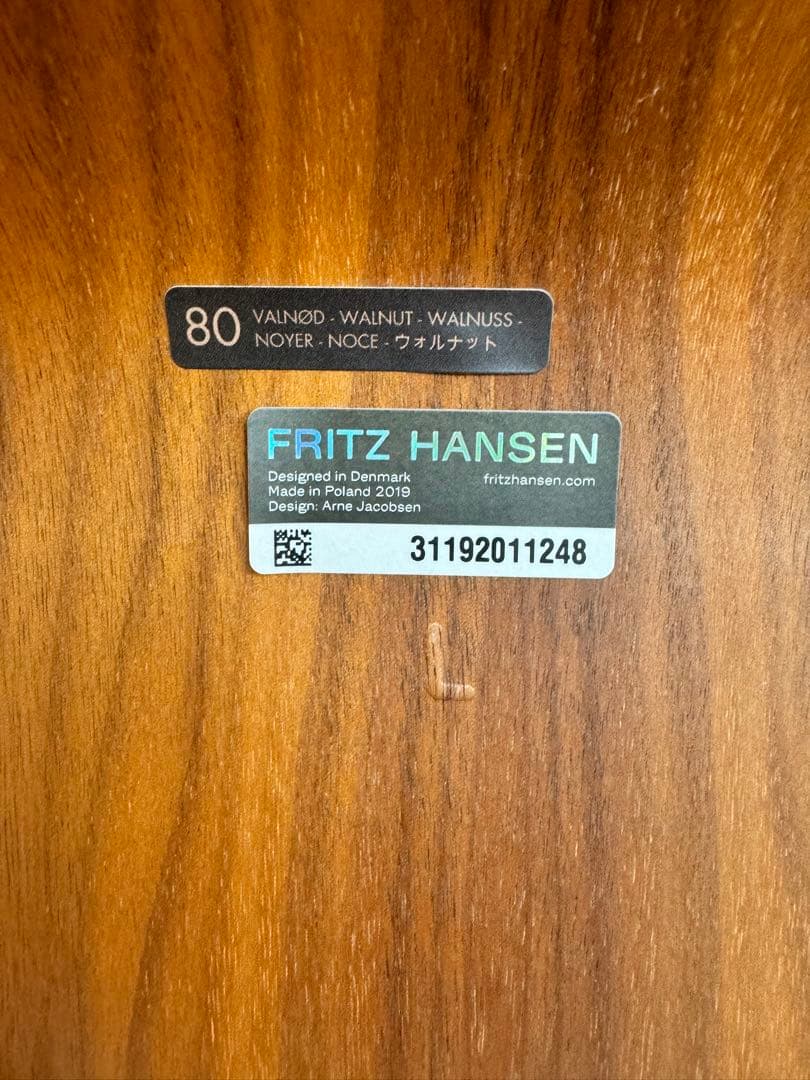 80 VALNØD - WALNUT - WALNUSS -
NOYER - NOCE - ウォルナット
FRITZ HANSEN
Designed in Denmark
fritzhansen.com
Made in Poland 2019
Design: Arne Jacobsen
31192011248
L